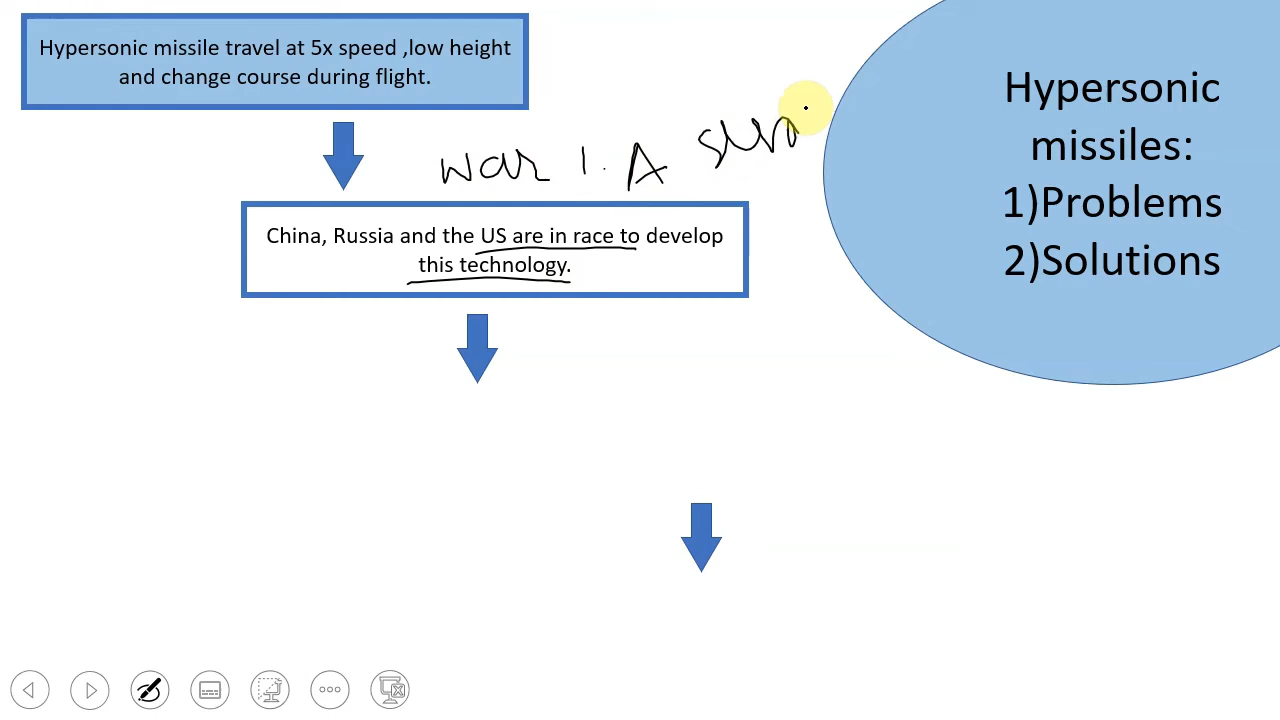 Hypersonic missile travel at 5x speed ,low height
and change course during flight.
war 1. A
China, Russia and the US are in race to develop
this technology.
Hypersonic
missiles:
1)Problems
2)Solutions